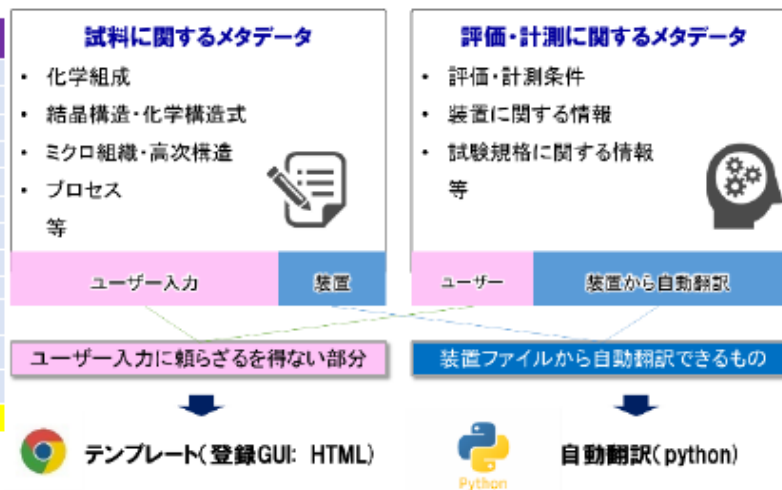 試料に関するメタデータ
・ 化学組成
・ 結晶構造・化学構造式
・ ミクロ組織・高次構造
・ プロセス
等
ユーザー入力
装置
評価・計測に関するメタデータ
・ 評価・計測条件
・ 装置に関する情報
・ 試験規格に関する情報
等
ユーザー
装置から自動翻訳
ユーザー入力に頼らざるを得ない部分
装置ファイルから自動翻訳できるもの
テンプレート(登録GUI: HTML)
Python
自動翻訳(python)